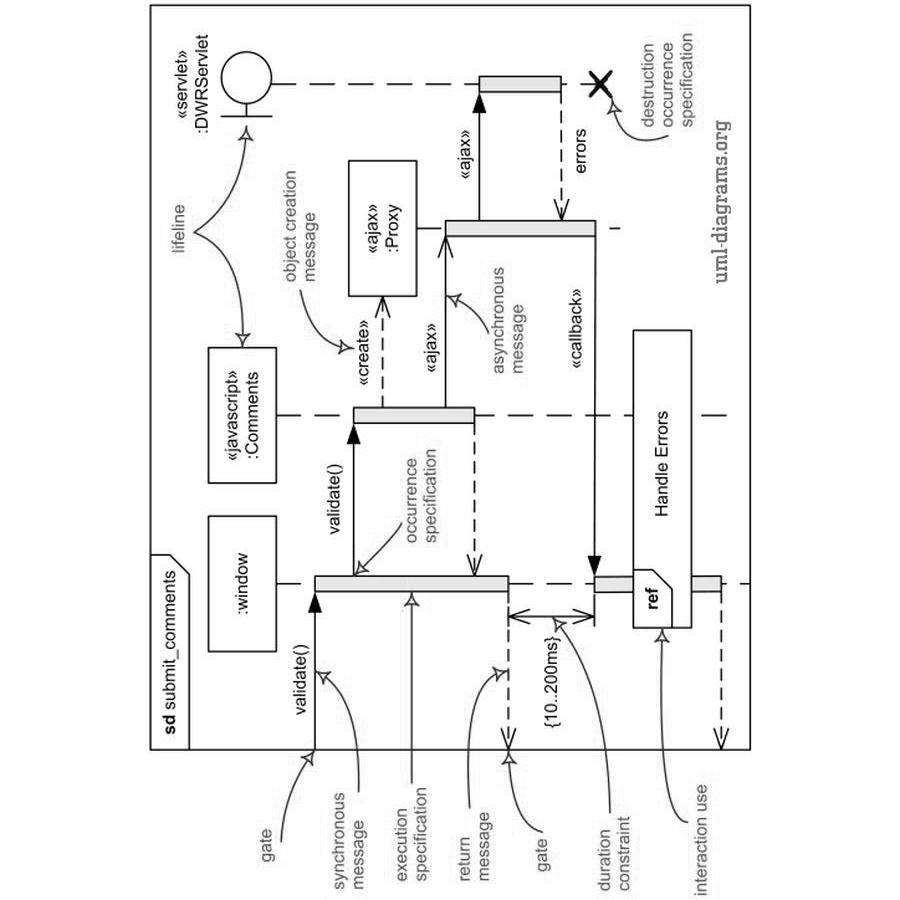 sd submit_comments
:window
«javascript»
:Comments
«servlet»
:DWRServlet
lifeline
object creation
message
«ajax»
:Proxy
gate
validate()
synchronous
message
validate()
«create»
execution
specification
occurrence
specification
«ajax»
asynchronous
message
«ajax»
return
message
errors
gate
{10..200ms}
«callback»
duration
constraint
destruction
occurrence
specification
ref
Handle Errors
interaction use
uml-diagrams.org